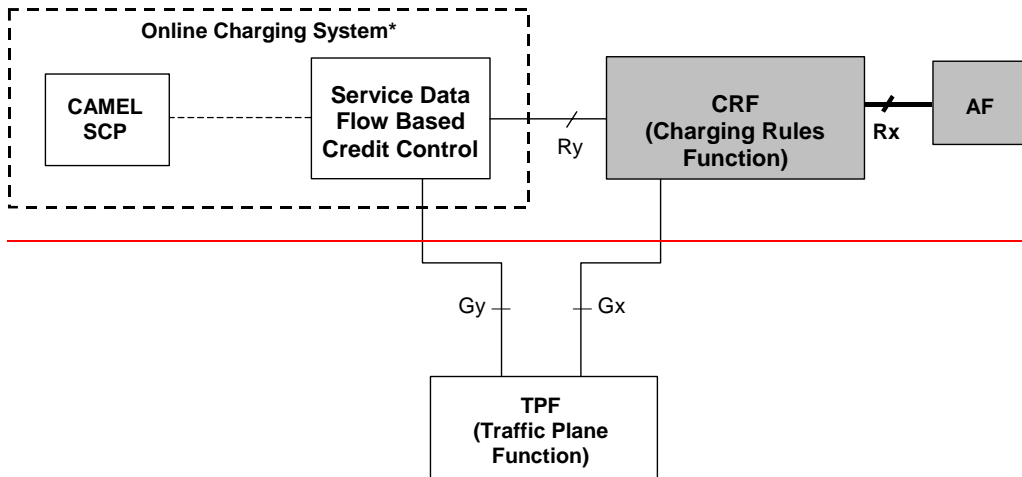 Online Charging System*
CAMEL
SCP
Service Data
Flow Based
Credit Control
Ry
CRF
(Charging Rules
Function)
Rx
AF
Gy
Gx
TPF
(Traffic Plane
Function)